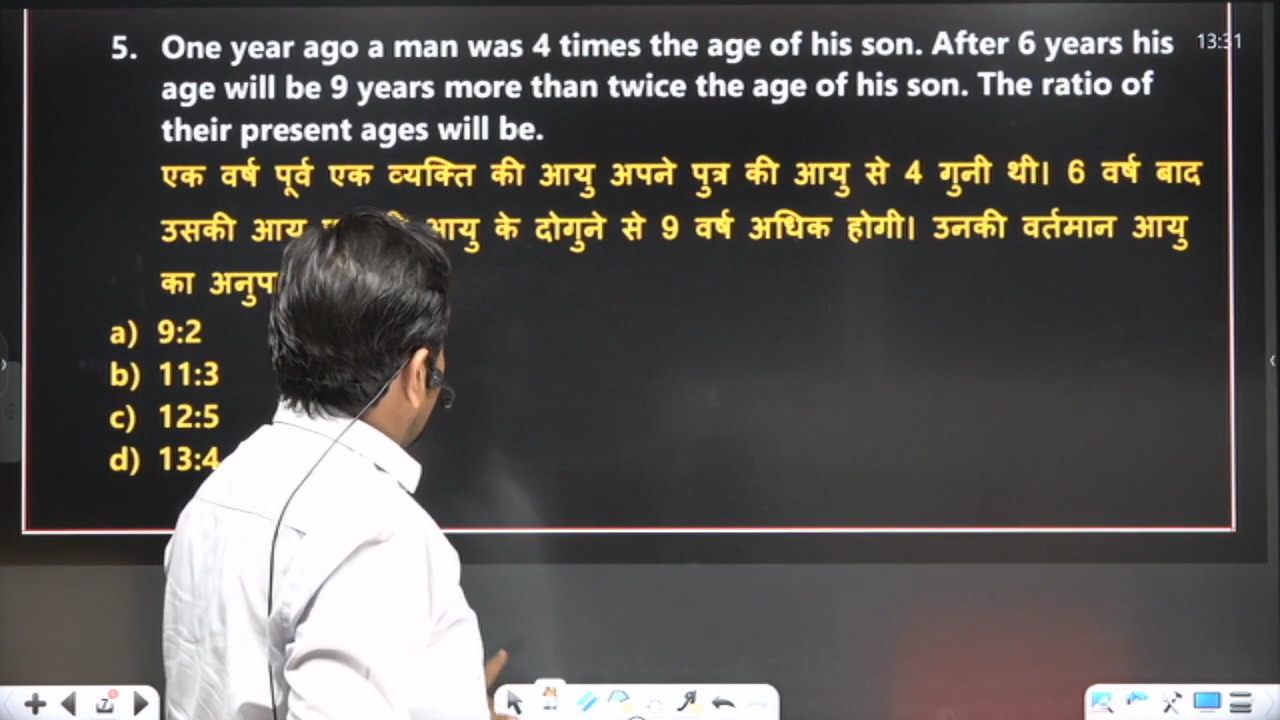 5. One year ago a man was 4 times the age of his son. After 6 years his
13:31
age will be 9 years more than twice the age of his son. The ratio of
their present ages will be.
एक वर्ष पूर्व एक व्यक्ति की आयु अपने पुत्र की आयु से 4 गुनी थी। 6 वर्ष बाद
उसकी आयु के दोगुने से 9 वर्ष अधिक होगी। उनकी वर्तमान आयु
का
a) 9:2
b) 11:3
c) 12:5
d) 13:4